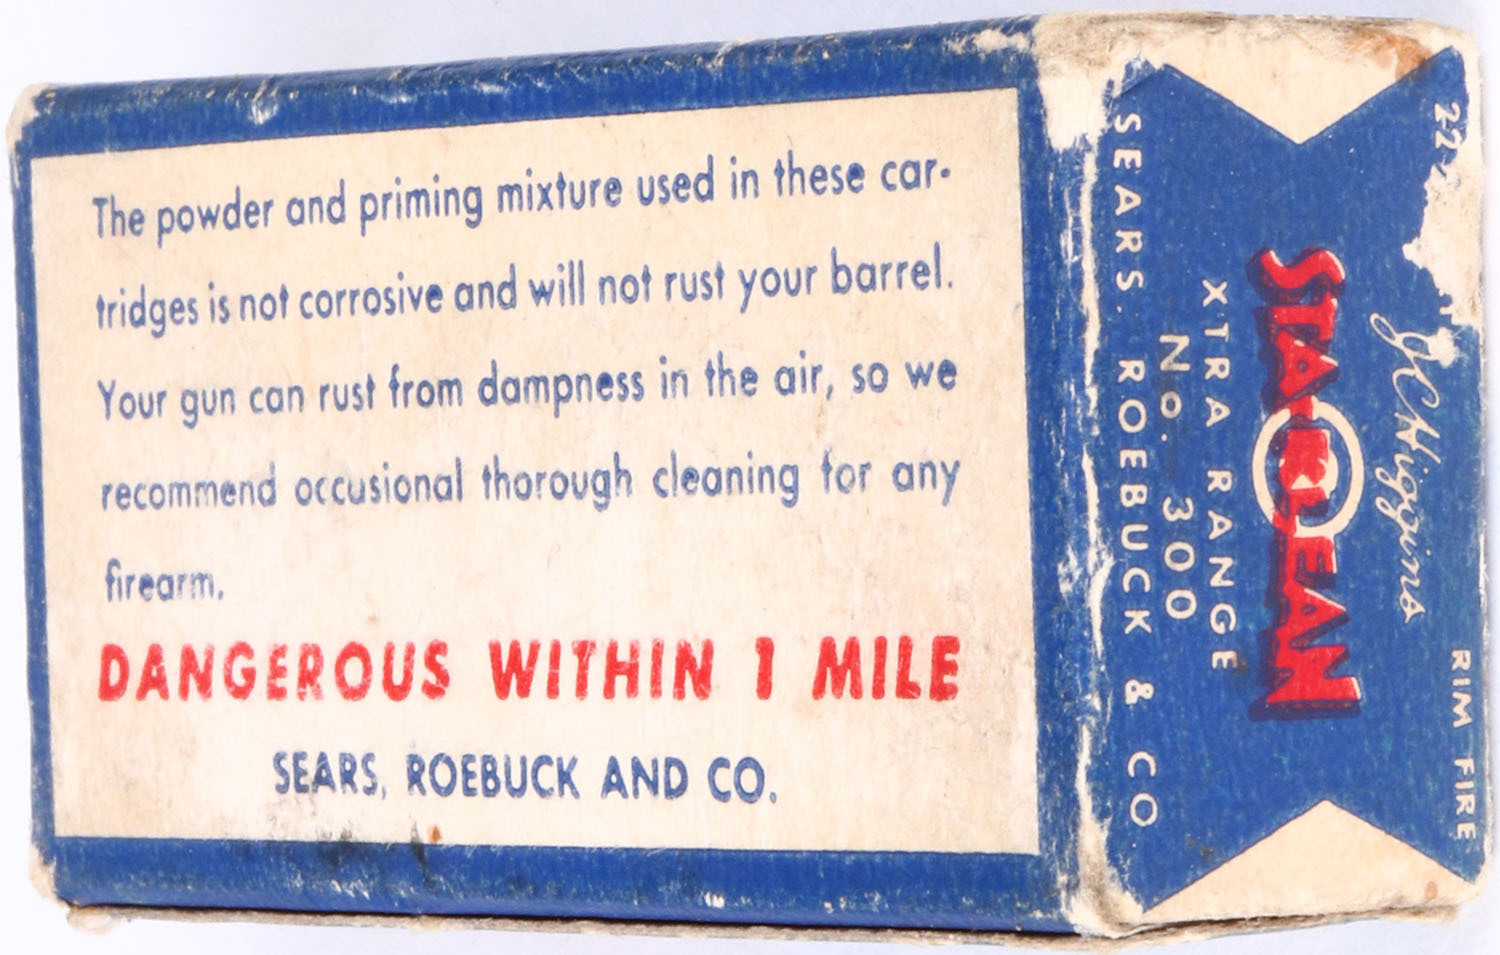 The powder and priming mixture used in these car-
tridges is not corrosive and will not rust your barrel.
Your gun can rust from dampness in the air, so we
recommend occusional thorough cleaning for any
firearm.
DANGEROUS WITHIN 1 MILE
SEARS, ROEBUCK AND CO.
RIM FIRE
JC Higgins
STA-KLEAN
XTRA RANGE
No. 300
SEARS, ROEBUCK & CO